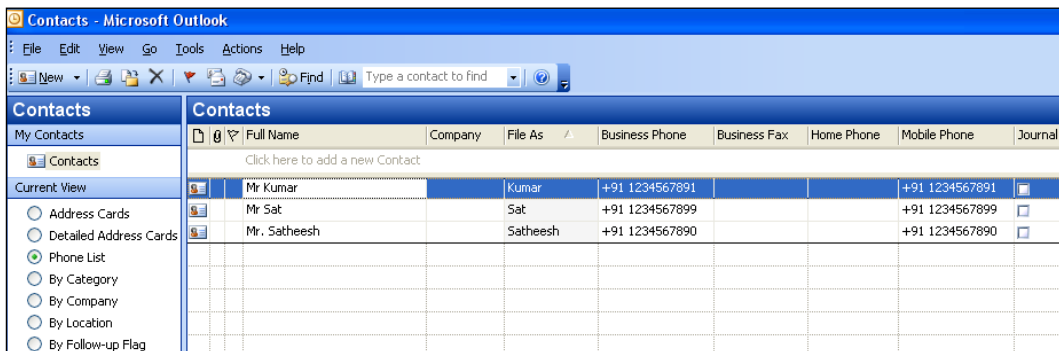 Contacts - Microsoft Outlook
File Edit View Go Tools Actions Help
New Find Type a contact to find
Contacts
My Contacts
Contacts
Current View
Address Cards
Detailed Address Cards
Phone List
By Category
By Company
By Location
By Follow-up Flag
Contacts
Full Name Company File As Business Phone Business Fax Home Phone Mobile Phone Journal
Click here to add a new Contact
Mr Kumar Kumar +91 1234567891 +91 1234567891
Mr Sat Sat +91 1234567899 +91 1234567899
Mr. Satheesh Satheesh +91 1234567890 +91 1234567890